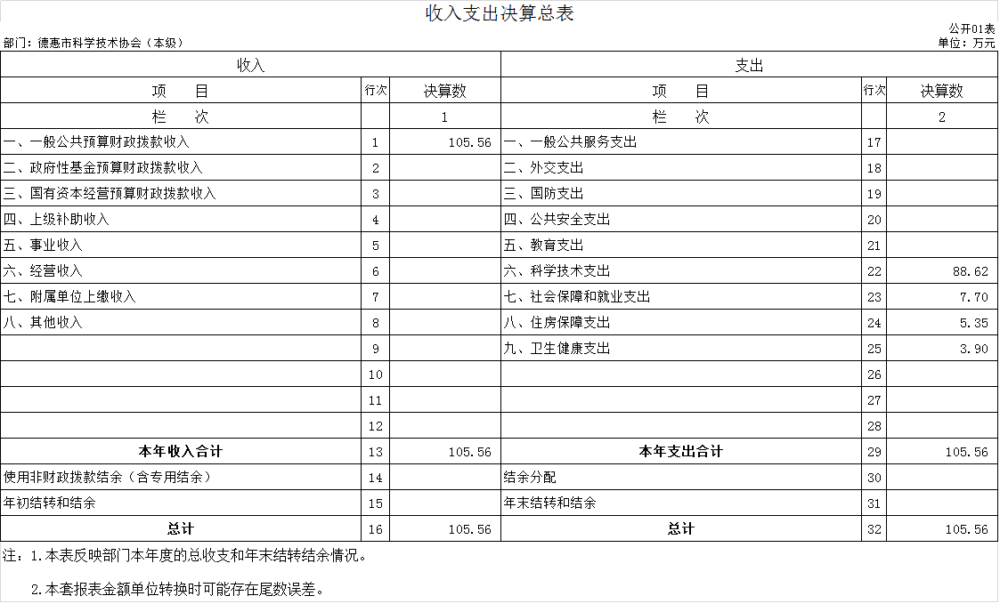 收入支出决算总表
公开01表
部门：德惠市科学技术协会（本级） 单位：万元
收入 支出
项 目 行次 决算数 项 目 行次 决算数
栏 次 1 栏 次 2
一、一般公共预算财政拨款收入 1 105.56 一、一般公共服务支出 17
二、政府性基金预算财政拨款收入 2 二、外交支出 18
三、国有资本经营预算财政拨款收入 3 三、国防支出 19
四、上级补助收入 4 四、公共安全支出 20
五、事业收入 5 五、教育支出 21
六、经营收入 6 六、科学技术支出 22 88.62
七、附属单位上缴收入 7 七、社会保障和就业支出 23 7.70
八、其他收入 8 八、住房保障支出 24 5.35
9 九、卫生健康支出 25 3.90
10 26
11 27
12 28
本年收入合计 13 105.56 本年支出合计 29 105.56
使用非财政拨款结余（含专用结余） 14 结余分配 30
年初结转和结余 15 年末结转和结余 31
总计 16 105.56 总计 32 105.56
注：1.本表反映部门本年度的总收支和年末结转结余情况。
2.本套报表金额单位转换时可能存在尾数误差。